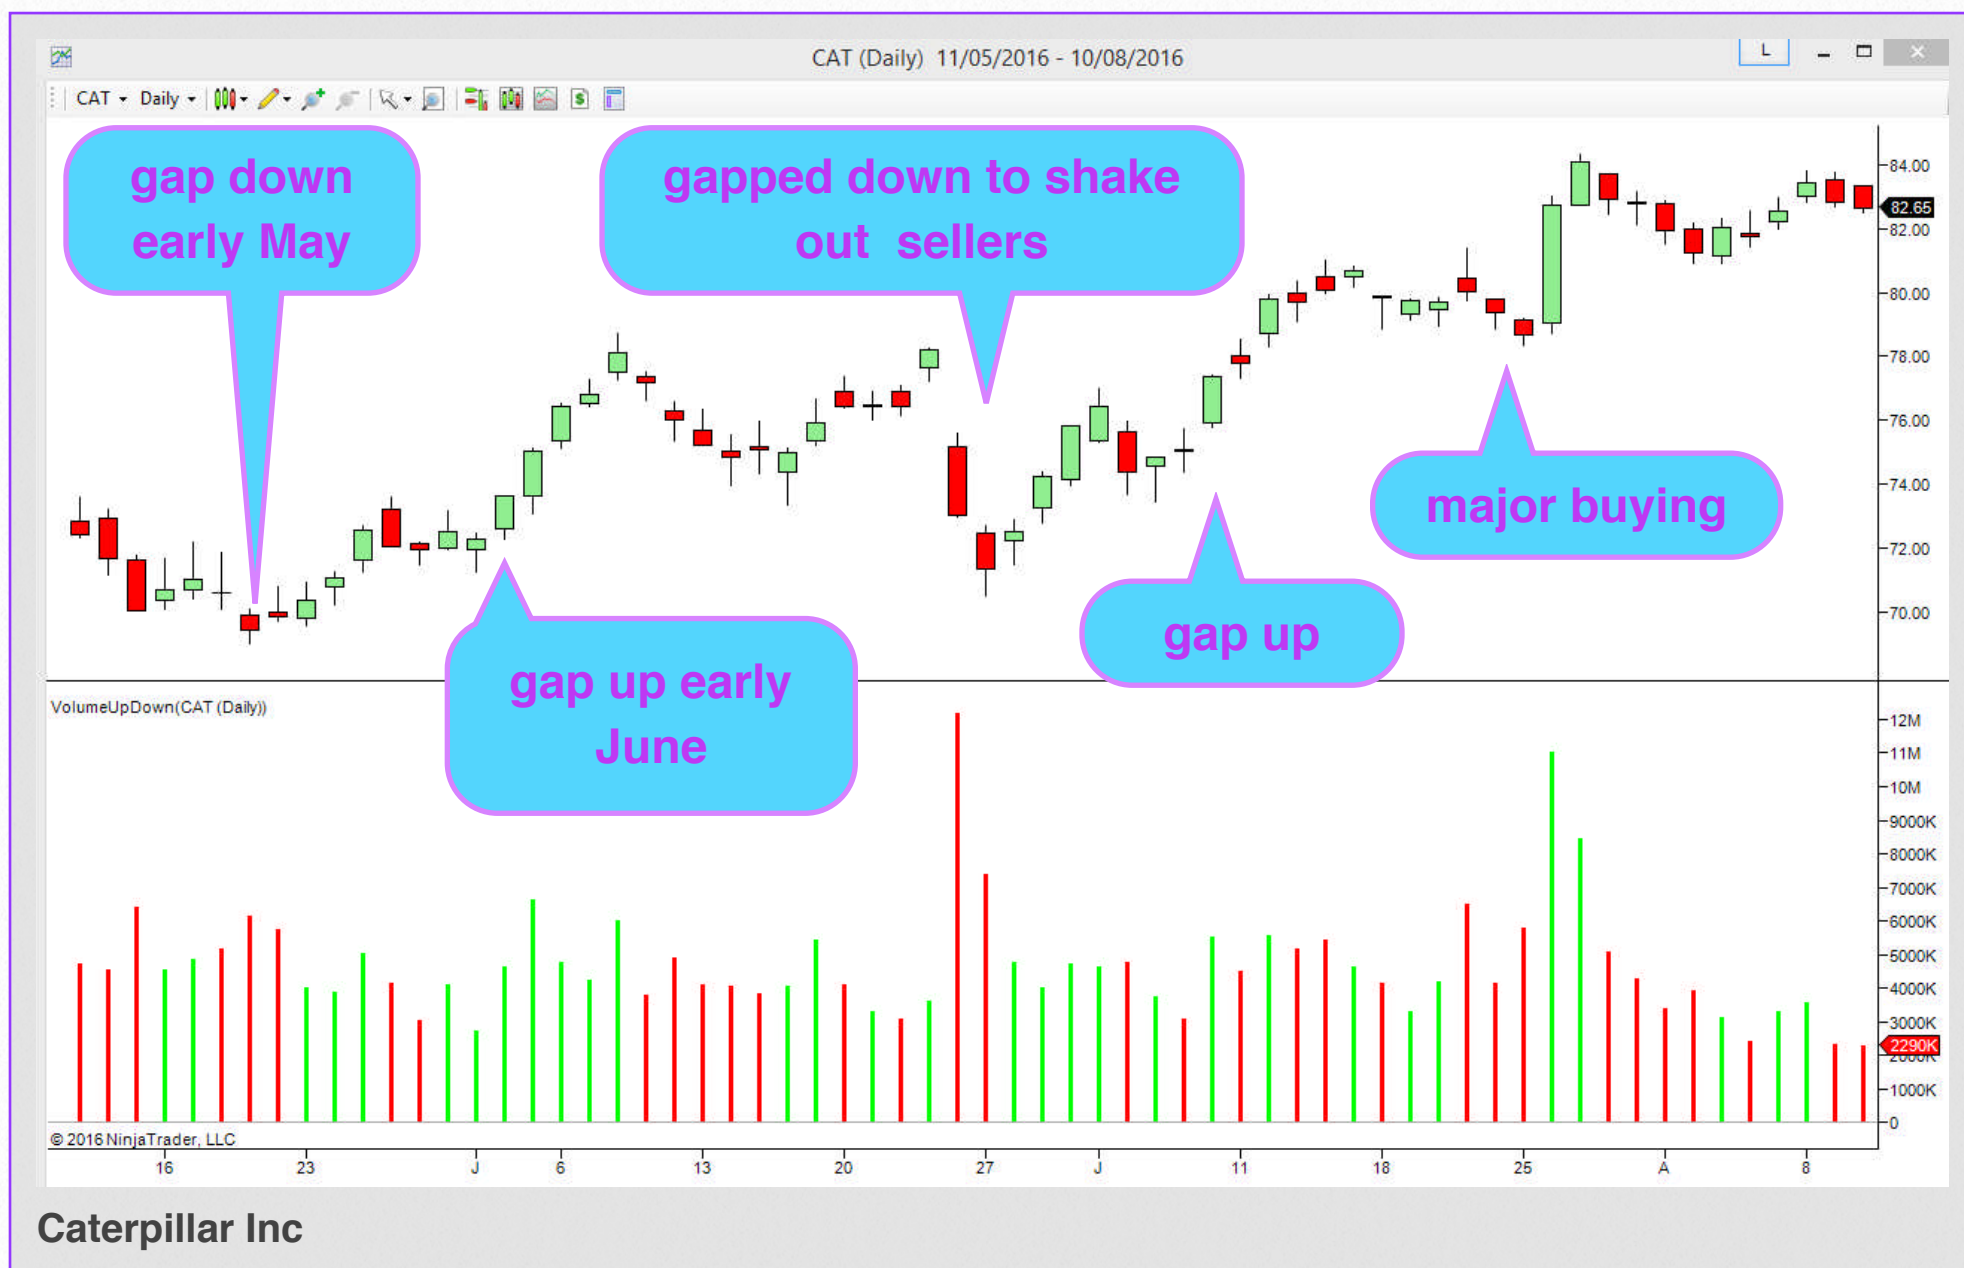 CAT (Daily) 11/05/2016 - 10/08/2016
L
CAT Daily
gap down
early May
gapped down to shake
out sellers
84.00
82.65
82.00
80.00
78.00
76.00
major buying
74.00
72.00
gap up
70.00
gap up early
June
VolumeUpDown(CAT (Daily))
12M
11M
10M
9000K
8000K
7000K
6000K
5000K
4000K
3000K
2290K
2000K
1000K
0
© 2016 NinjaTrader, LLC
16 23 J 6 13 20 27 J 11 18 25 A 8
Caterpillar Inc